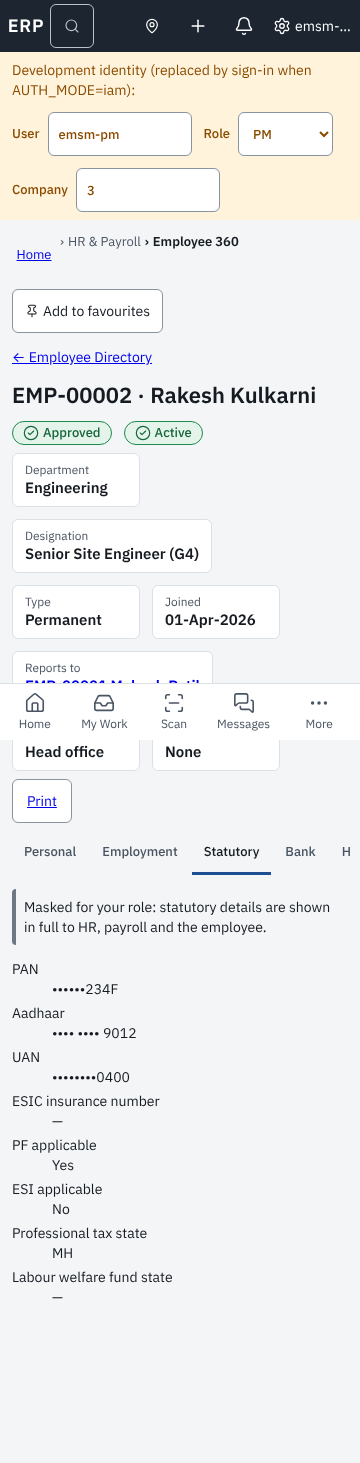 ERP
emsm-...
Development identity (replaced by sign-in when
AUTH_MODE=iam):
User emsm-pm Role PM
Company 3
Home › HR & Payroll › Employee 360
Add to favourites
← Employee Directory
EMP-00002 · Rakesh Kulkarni
Approved Active
Department
Engineering
Designation
Senior Site Engineer (G4)
Type Joined
Permanent 01-Apr-2026
Reports to
Home My Work Scan Messages More
Head office None
Print
Personal Employment Statutory Bank H
Masked for your role: statutory details are shown
in full to HR, payroll and the employee.
PAN
••••••234F
Aadhaar
•••• •••• 9012
UAN
••••••••0400
ESIC insurance number
—
PF applicable
Yes
ESI applicable
No
Professional tax state
MH
Labour welfare fund state
—